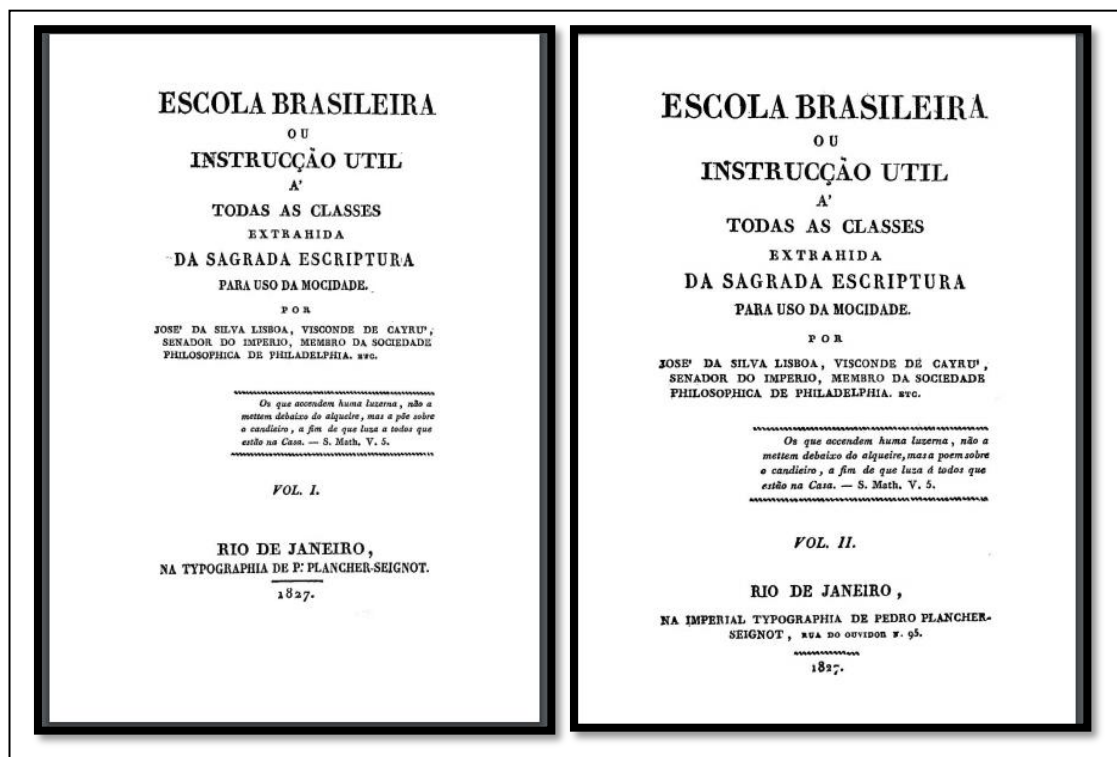 ESCOLA BRASILEIRA
OU
INSTRUCÇÃO UTIL
A'
TODAS AS CLASSES
EXTRAHIDA
DA SAGRADA ESCRIPTURA
PARA USO DA MOCIDADE.
POR
JOSE' DA SILVA LISBOA, VISCONDE DE CAYRU',
SENADOR DO IMPERIO, MEMBRO DA SOCIEDADE
PHILOSOPHICA DE PHILADELPHIA. ETC.
Os que accendem huma luzerna, não a
mettem debaixo do alqueire, mas a põe sobre
o candieiro, a fim de que luza a todos que
estão na Casa. — S. Math. V. 5.
VOL. I.
RIO DE JANEIRO,
NA TYPOGRAPHIA DE P. PLANCHER-SEIGNOT.
1827.
ESCOLA BRASILEIRA
OU
INSTRUCÇÃO UTIL
A'
TODAS AS CLASSES
EXTRAHIDA
DA SAGRADA ESCRIPTURA
PARA USO DA MOCIDADE.
POR
JOSE' DA SILVA LISBOA, VISCONDE DE CAYRU',
SENADOR DO IMPERIO, MEMBRO DA SOCIEDADE
PHILOSOPHICA DE PHILADELPHIA. ETC.
Os que accendem huma luzerna, não a
mettem debaixo do alqueire, mas a poem sobre
o candieiro, a fim de que luza á todos que
estão na Casa. — S. Math. V. 5.
VOL. II.
RIO DE JANEIRO,
NA IMPERIAL TYPOGRAPHIA DE PEDRO PLANCHER-
SEIGNOT, RUA DO OUVIDOR N. 95.
1827.